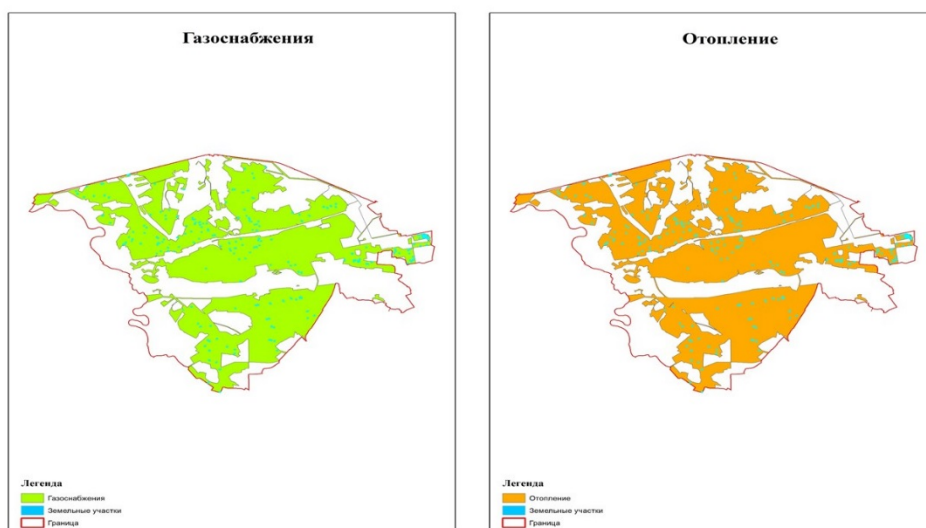 Газоснабжения
Легенда
Газоснабжения
Земельные участки
Граница
Отопление
Легенда
Отопление
Земельные участки
Граница